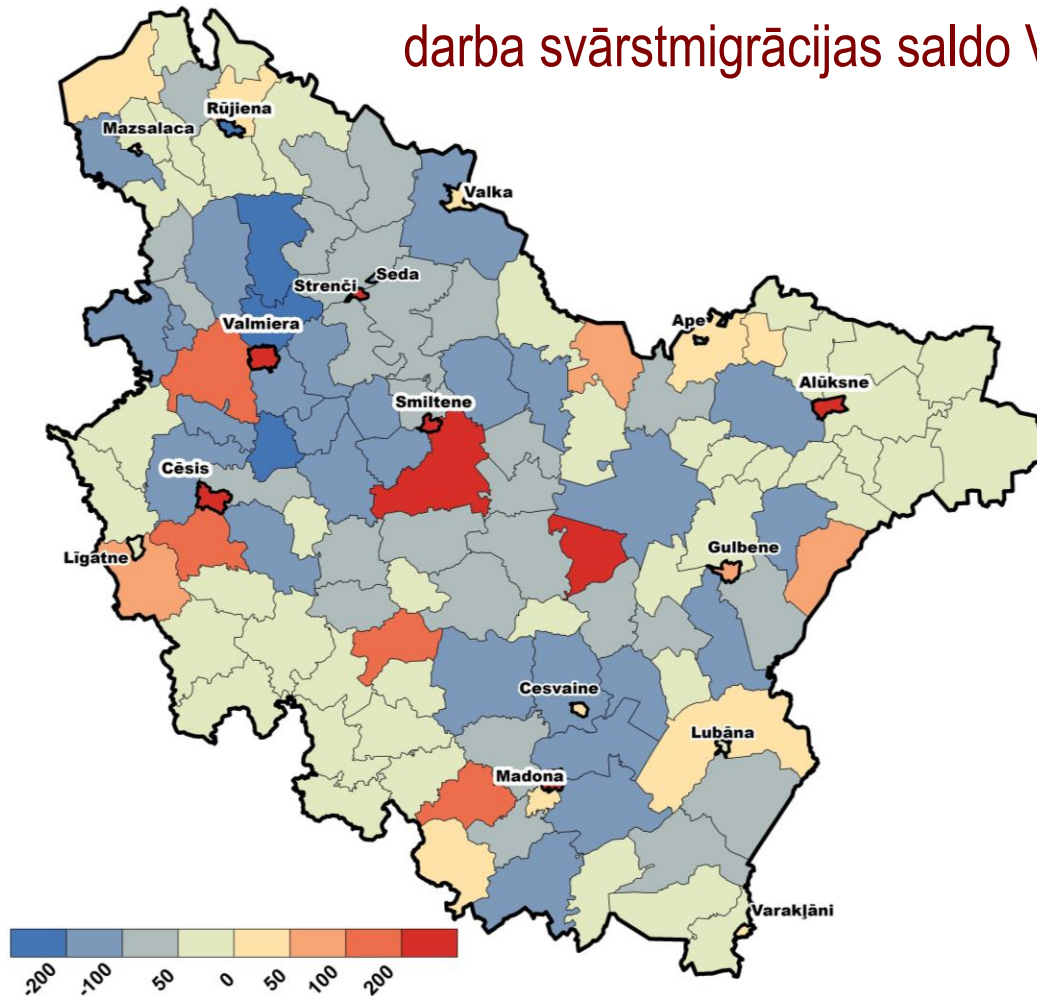 darba svārstmigrācijas saldo V
Rūjiena
Mazsalaca
Valka
Seda
Strenči
Valmiera
Ape
Alūksne
Smiltene
Cēsis
Līgatne
Gulbene
Cesvaine
Lubāna
Madona
Varakļāni
-200 -100 50 0 50 100 200